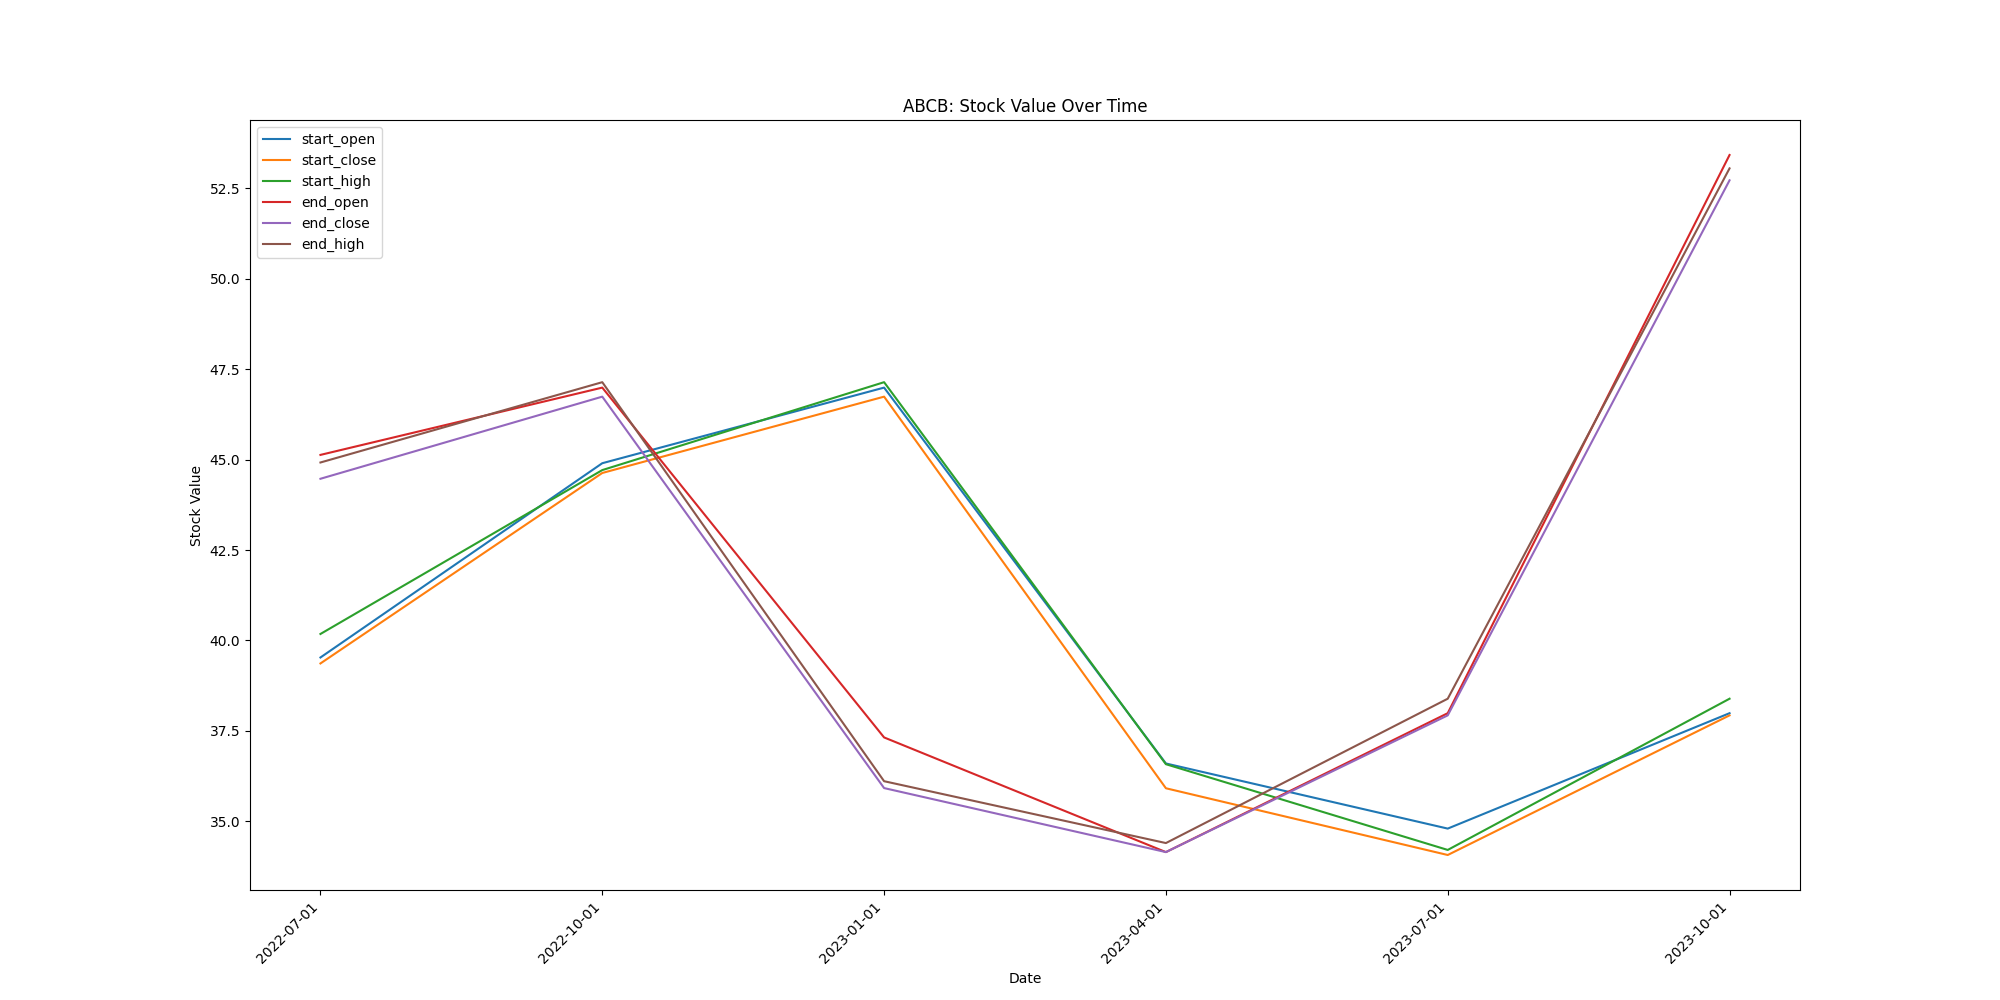 ABCB: Stock Value Over Time
start_open
start_close
start_high
end_open
end_close
end_high
Stock Value
52.5
50.0
47.5
45.0
42.5
40.0
37.5
35.0
2022-07-01
2022-10-01
2023-01-01
2023-04-01
2023-07-01
2023-10-01
Date